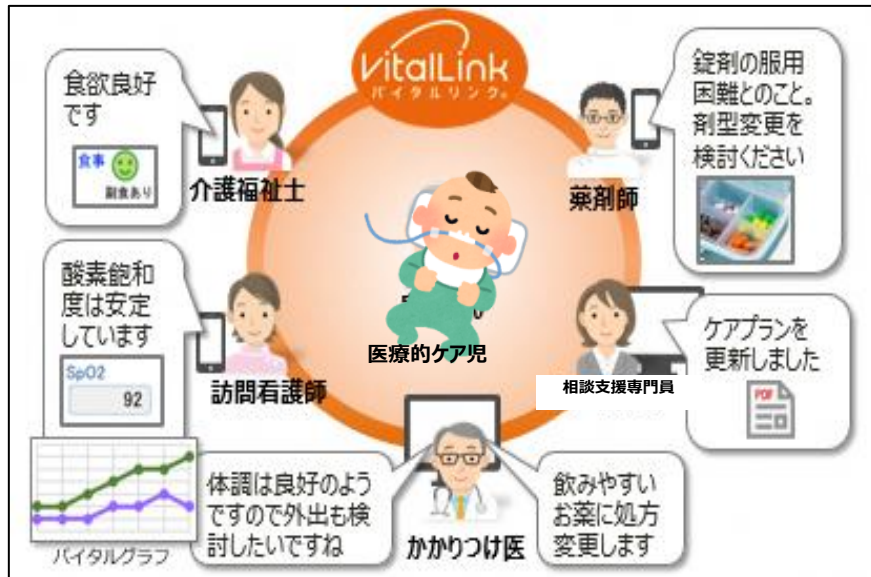 VitalLink
バイタルリンク®
食欲良好
です
食事
副食あり
介護福祉士
錠剤の服用
困難とのこと。
剤型変更を
検討ください
薬剤師
酸素飽和
度は安定
しています
SpO2
92
訪問看護師
医療的ケア児
相談支援専門員
ケアプランを
更新しました
PDF
バイタルグラフ
体調は良好のよう
ですので外出も検
討したいですね
かかりつけ医
飲みやすい
お薬に処方
変更します